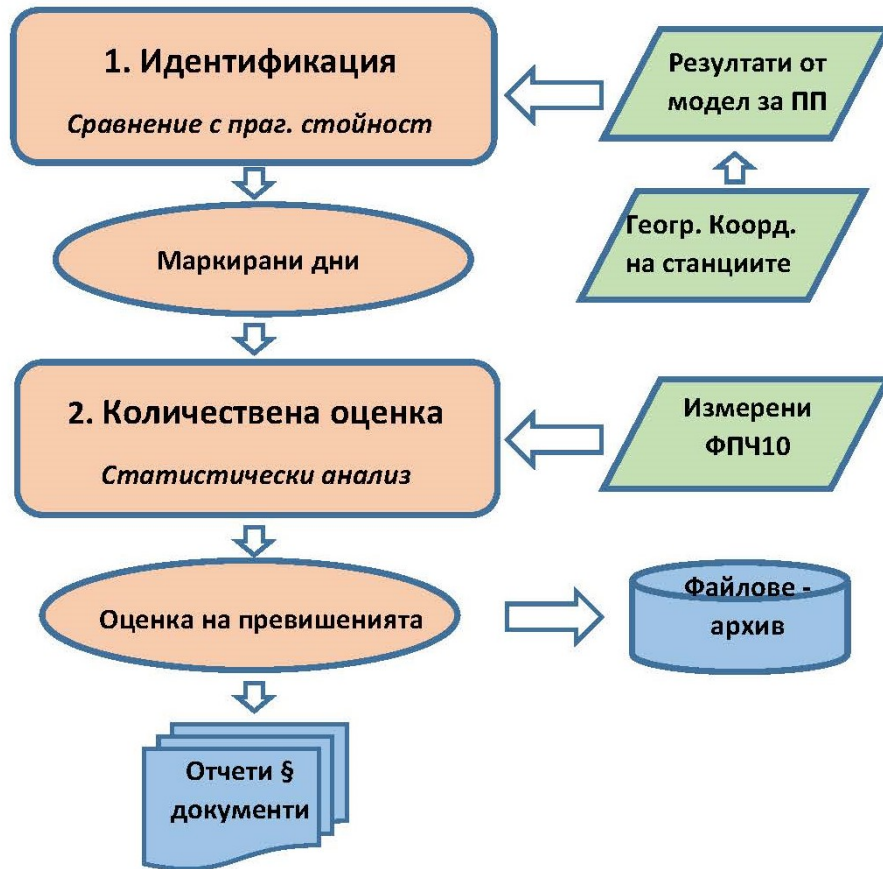 1. Идентификация
Сравнение с праг. стойност
Резултати от
модел за ПП
Геогр. Коорд.
на станциите
Маркирани дни
2. Количествена оценка
Статистически анализ
Измерени
ФПЧ10
Оценка на превишенията
Файлове -
архив
Отчети §
документи